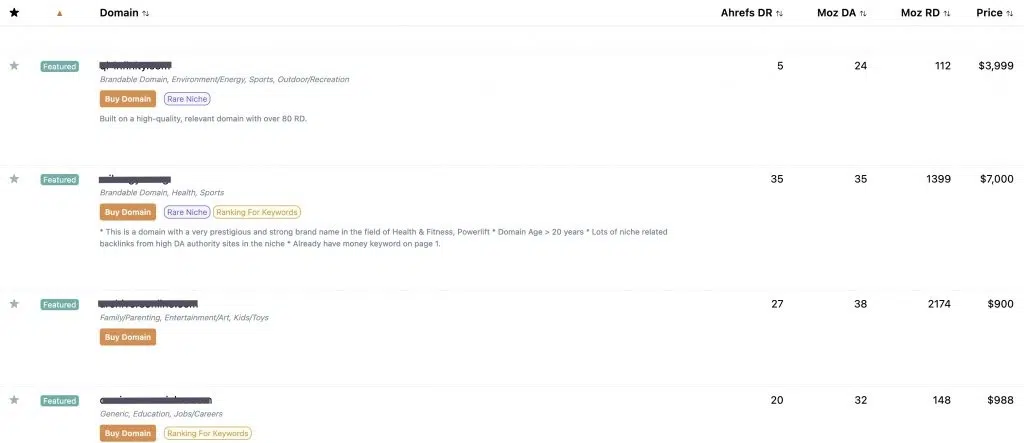 ★ ▲ Domain ↑↓ Ahrefs DR ↑↓ Moz DA ↑↓ Moz RD ↑↓ Price ↑↓
★ Featured 5 24 112 $3,999
Brandable Domain, Environment/Energy, Sports, Outdoor/Recreation
Buy Domain Rare Niche
Built on a high-quality, relevant domain with over 80 RD.
★ Featured 35 35 1399 $7,000
Brandable Domain, Health, Sports
Buy Domain Rare Niche Ranking For Keywords
* This is a domain with a very prestigious and strong brand name in the field of Health & Fitness, Powerlift * Domain Age > 20 years * Lots of niche related
backlinks from high DA authority sites in the niche * Already have money keyword on page 1.
★ Featured 27 38 2174 $900
Family/Parenting, Entertainment/Art, Kids/Toys
Buy Domain
★ Featured 20 32 148 $988
Generic, Education, Jobs/Careers
Buy Domain Ranking For Keywords